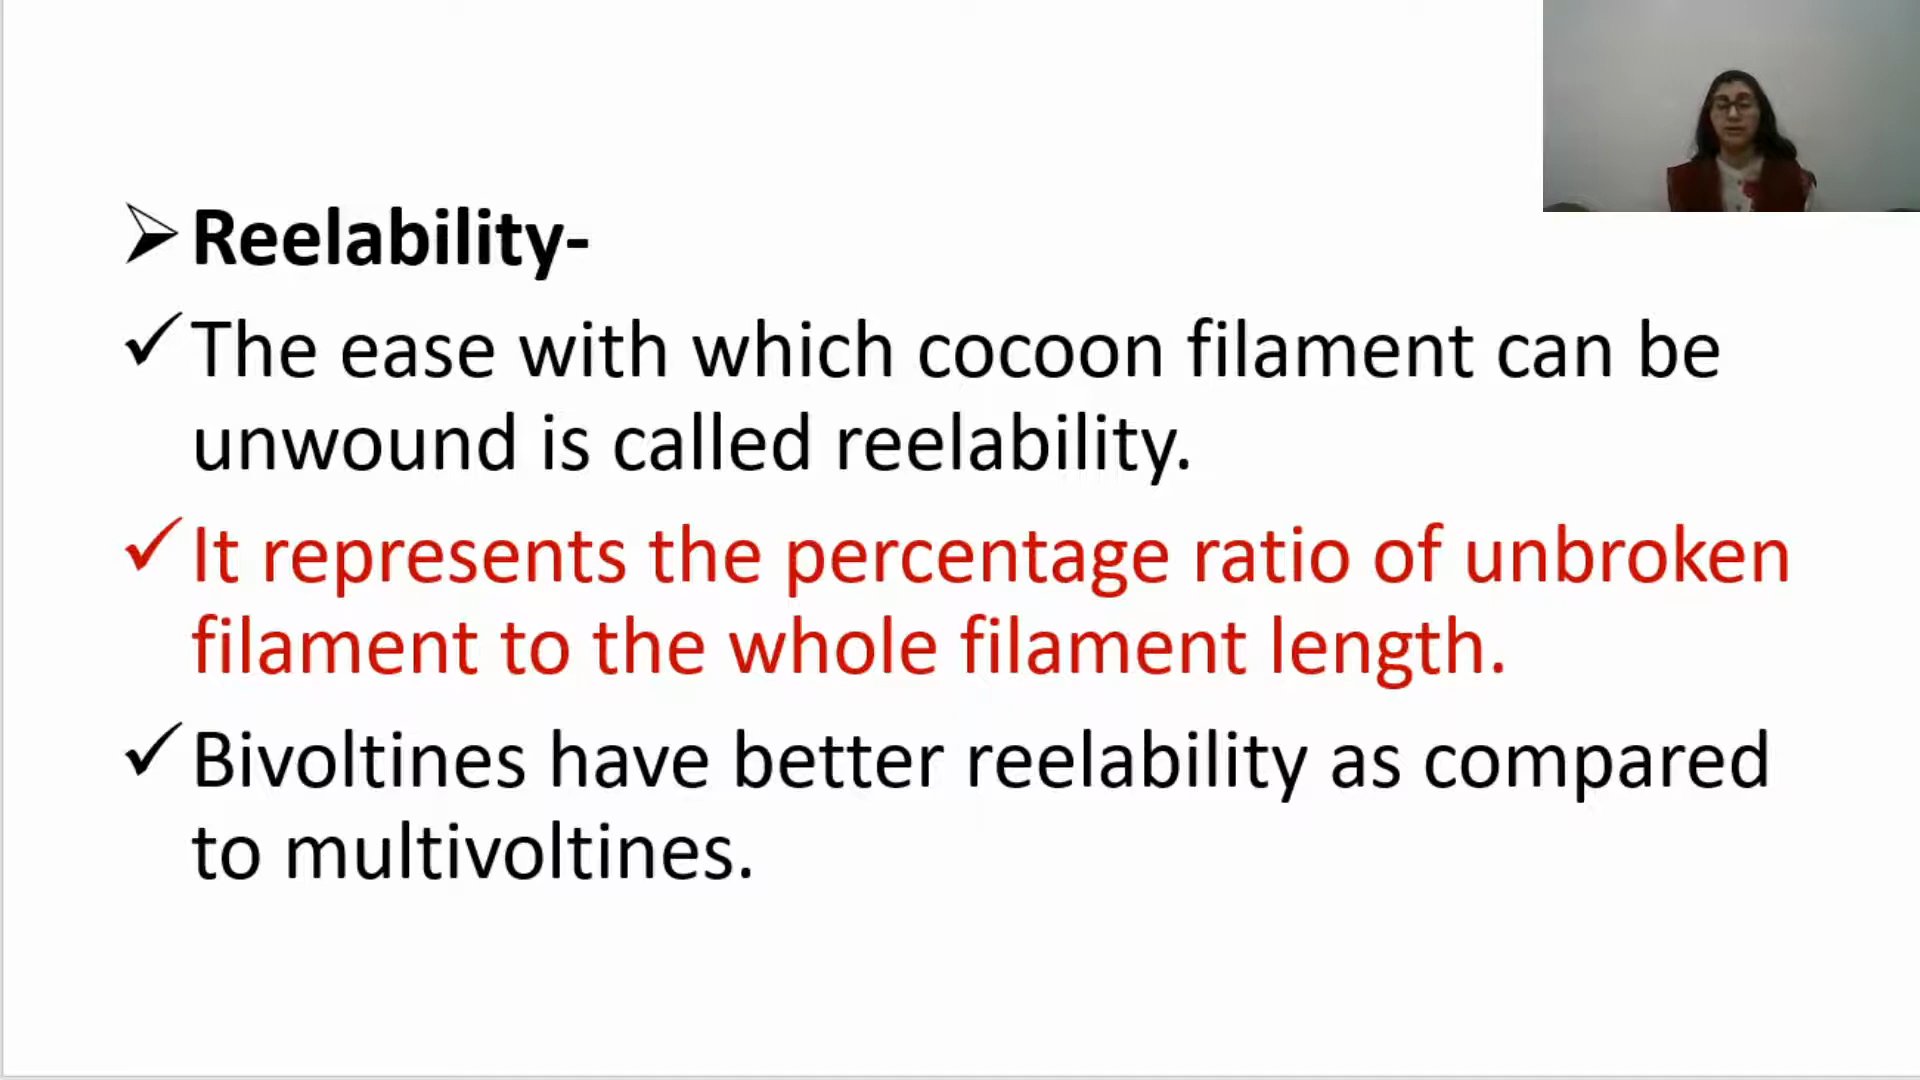 Reelability-
The ease with which cocoon filament can be
unwound is called reelability.
It represents the percentage ratio of unbroken
filament to the whole filament length.
Bivoltines have better reelability as compared
to multivoltines.